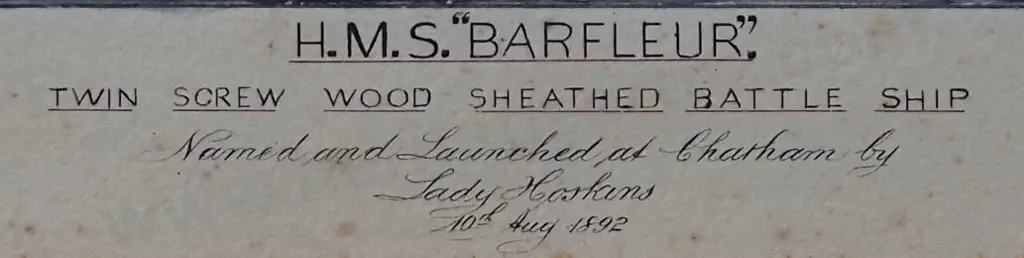 H.M.S. "BARFLEUR".
TWIN SCREW WOOD SHEATHED BATTLE SHIP
Named and Launched at Chatham by
Lady Hoskins
10th Aug 1892